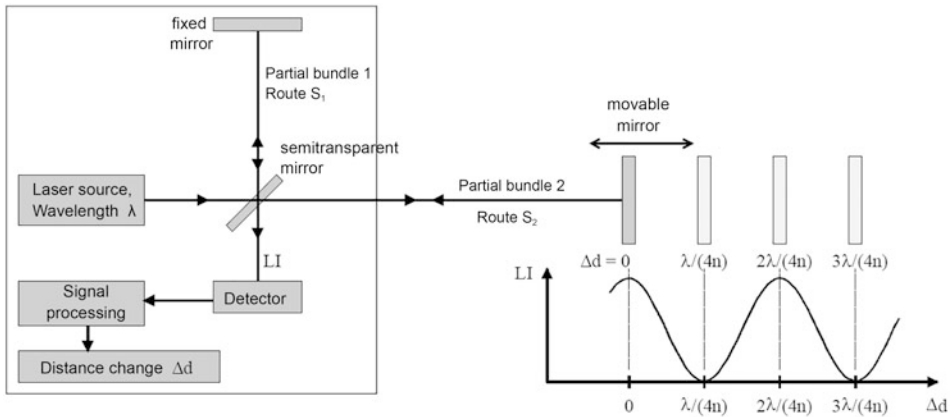 fixed
mirror
Partial bundle 1
Route S₁
semitransparent
mirror
Laser source,
Wavelength λ
LI
Signal
processing
Detector
Distance change Δd
movable
mirror
Partial bundle 2
Route S₂
Δd = 0 λ/(4n) 2λ/(4n) 3λ/(4n)
LI
0 λ/(4n) 2λ/(4n) 3λ/(4n) Δd